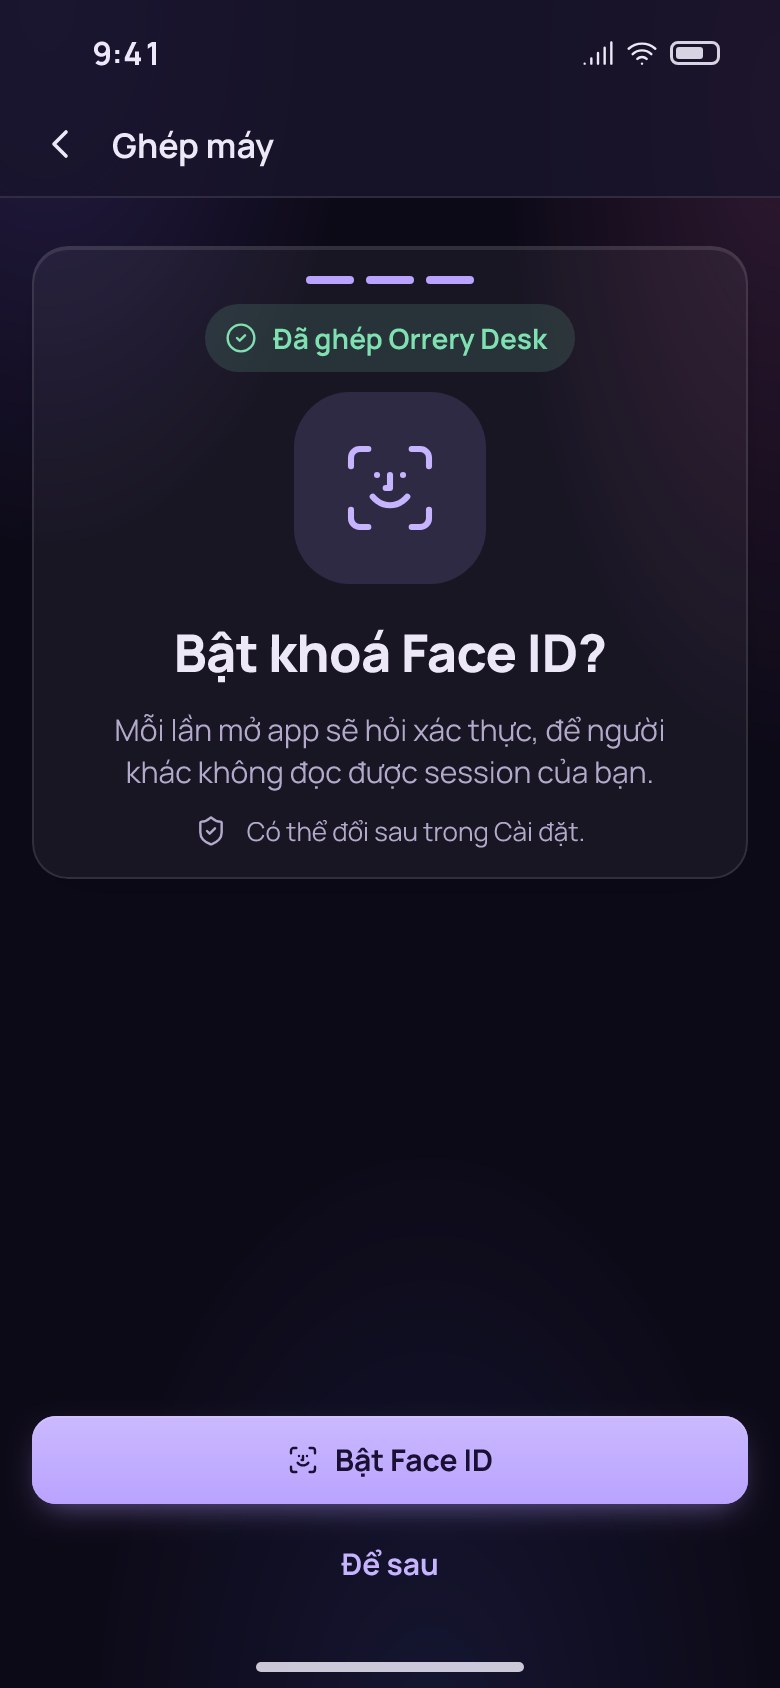 9:41
Ghép máy
Đã ghép Orrery Desk
Bật khoá Face ID?
Mỗi lần mở app sẽ hỏi xác thực, để người
khác không đọc được session của bạn.
Có thể đổi sau trong Cài đặt.
Bật Face ID
Để sau